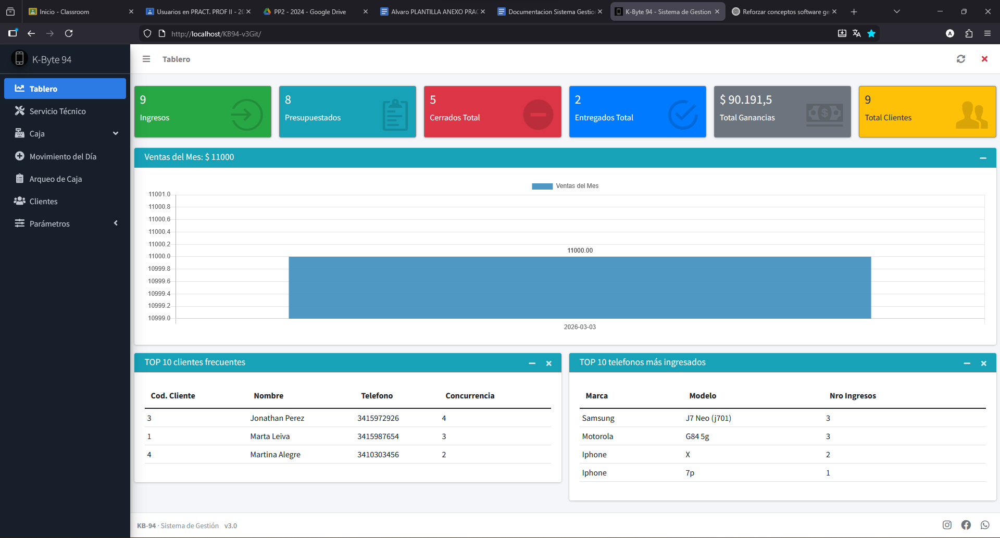 Inicio - Classroom
Usuarios en PRACT. PROF II - 20
PP2 - 2024 - Google Drive
Alvaro PLANTILLA ANEXO PRAC
Documentacion Sistema Gestio
K-Byte 94 - Sistema de Gestion
Reforzar conceptos software ge
http://localhost/KB94-v3Git/
A
K-Byte 94
Tablero
Tablero
Servicio Técnico
Caja
Movimiento del Día
Arqueo de Caja
Clientes
Parámetros
9
Ingresos
8
Presupuestados
5
Cerrados Total
2
Entregados Total
$ 90.191,5
Total Ganancias
9
Total Clientes
Ventas del Mes: $ 11000
Ventas del Mes
11001.0
11000.8
11000.6
11000.4
11000.2
11000.0
10999.8
10999.6
10999.4
10999.2
10999.0
11000.00
2026-03-03
TOP 10 clientes frecuentes
Cod. Cliente Nombre Telefono Concurrencia
3 Jonathan Perez 3415972926 4
1 Marta Leiva 3415987654 3
4 Martina Alegre 3410303456 2
TOP 10 telefonos más ingresados
Marca Modelo Nro Ingresos
Samsung J7 Neo (j701) 3
Motorola G84 5g 3
Iphone X 2
Iphone 7p 1
KB-94 · Sistema de Gestión v3.0